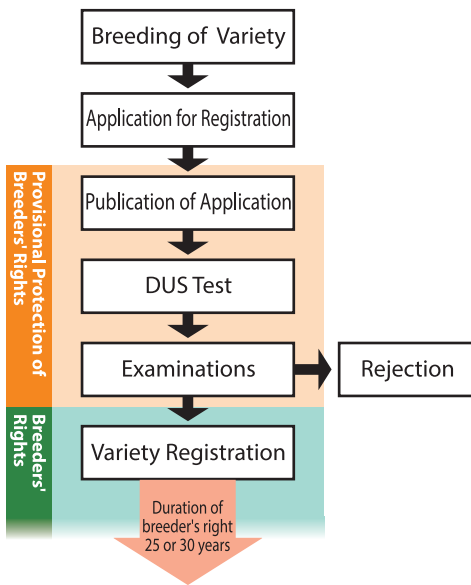 Breeding of Variety
Application for Registration
Provisional Protection of
Breeders' Rights
Publication of Application
DUS Test
Examinations
Rejection
Breeders'
Rights
Variety Registration
Duration of
breeder's right
25 or 30 years